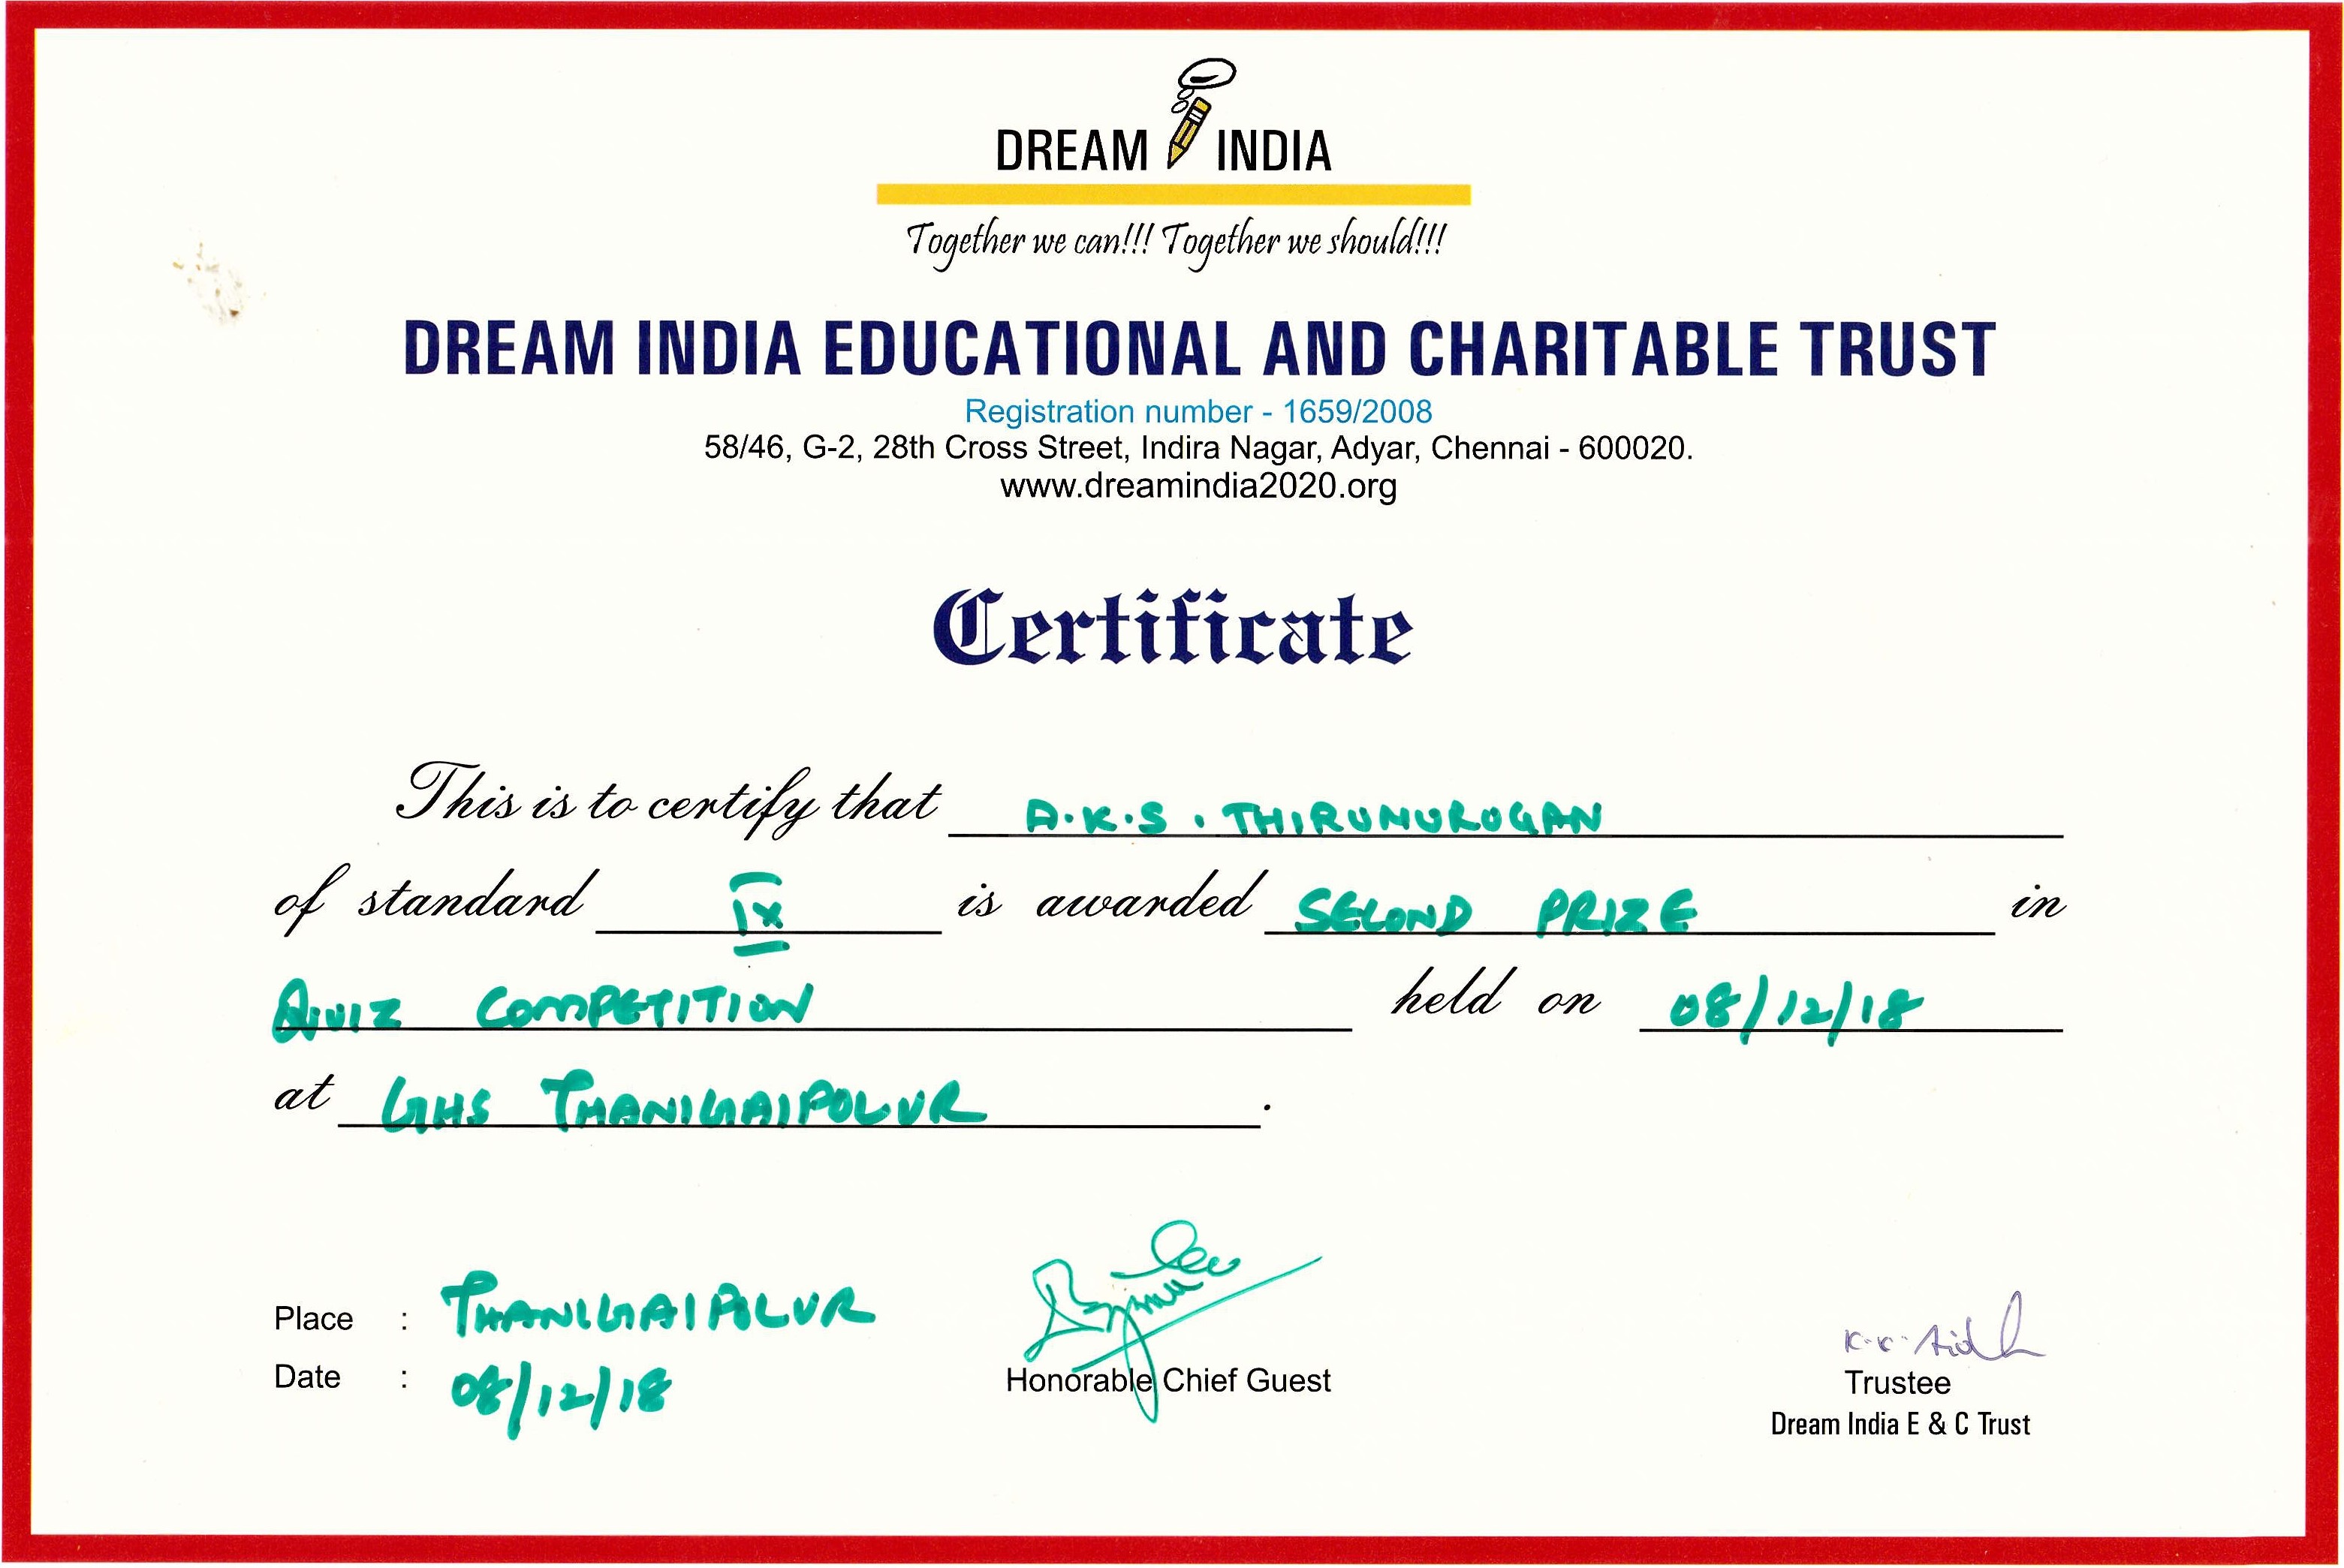 DREAM INDIA
Together we can!!! Together we should!!!
DREAM INDIA EDUCATIONAL AND CHARITABLE TRUST
Registration number - 1659/2008
58/46, G-2, 28th Cross Street, Indira Nagar, Adyar, Chennai - 600020.
www.dreamindia2020.org
Certificate
This is to certify that A.K.S. THIRUMURUGAN
of standard IX is awarded SECOND PRIZE in
QUIZ COMPETITION held on 08/12/18
at GHS THANIGAIPOLUR.
Place : THANIGAIPOLUR
Date : 08/12/18
Honorable Chief Guest
Trustee
Dream India E & C Trust